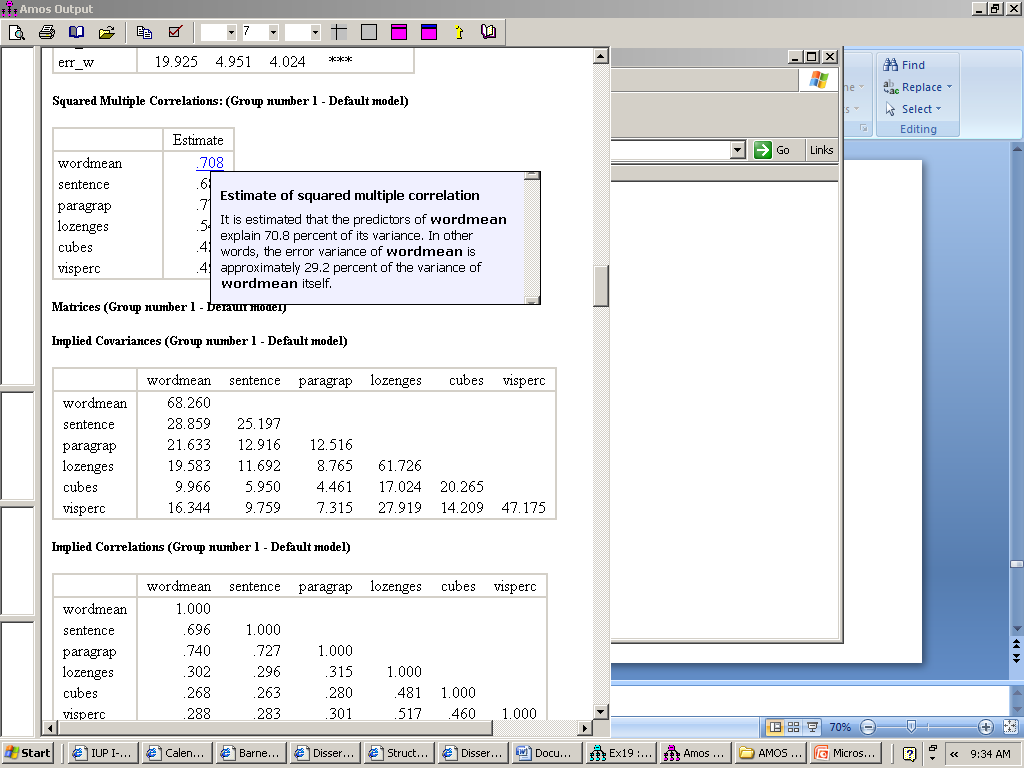 Amos Output
7
err_w 19.925 4.951 4.024 ***
Squared Multiple Correlations: (Group number 1 - Default model)
Estimate
wordmean .708
sentence
paragrap
lozenges
cubes
visperc
Estimate of squared multiple correlation
It is estimated that the predictors of wordmean
explain 70.8 percent of its variance. In other
words, the error variance of wordmean is
approximately 29.2 percent of the variance of
wordmean itself.
Matrices (Group number 1 - Default model)
Implied Covariances (Group number 1 - Default model)
wordmean sentence paragrap lozenges cubes visperc
wordmean 68.260
sentence 28.859 25.197
paragrap 21.633 12.916 12.516
lozenges 19.583 11.692 8.765 61.726
cubes 9.966 5.950 4.461 17.024 20.265
visperc 16.344 9.759 7.315 27.919 14.209 47.175
Implied Correlations (Group number 1 - Default model)
wordmean sentence paragrap lozenges cubes visperc
wordmean 1.000
sentence .696 1.000
paragrap .740 .727 1.000
lozenges .302 .296 .315 1.000
cubes .268 .263 .280 .481 1.000
visperc .288 .283 .301 .517 .460 1.000
Go Links
Find
Replace
Select
Editing
70%
Start IUP I-... Calen... Barne... Disser... Struct... Disser... Docu... Ex19 :... Amos ... AMOS ... Micros... « 9:34 AM